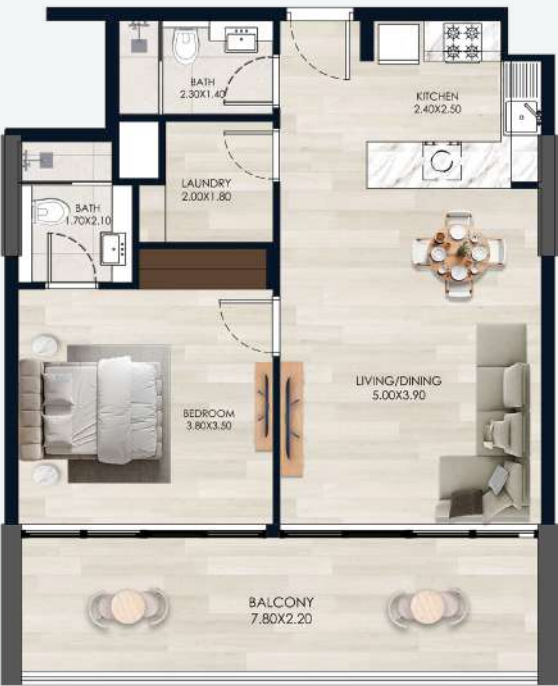 BATH
2.30X1.40
KITCHEN
2.40X2.50
LAUNDRY
2.00X1.80
BATH
1.70X2.10
LIVING/DINING
5.00X3.90
BEDROOM
3.80X3.50
BALCONY
7.80X2.20